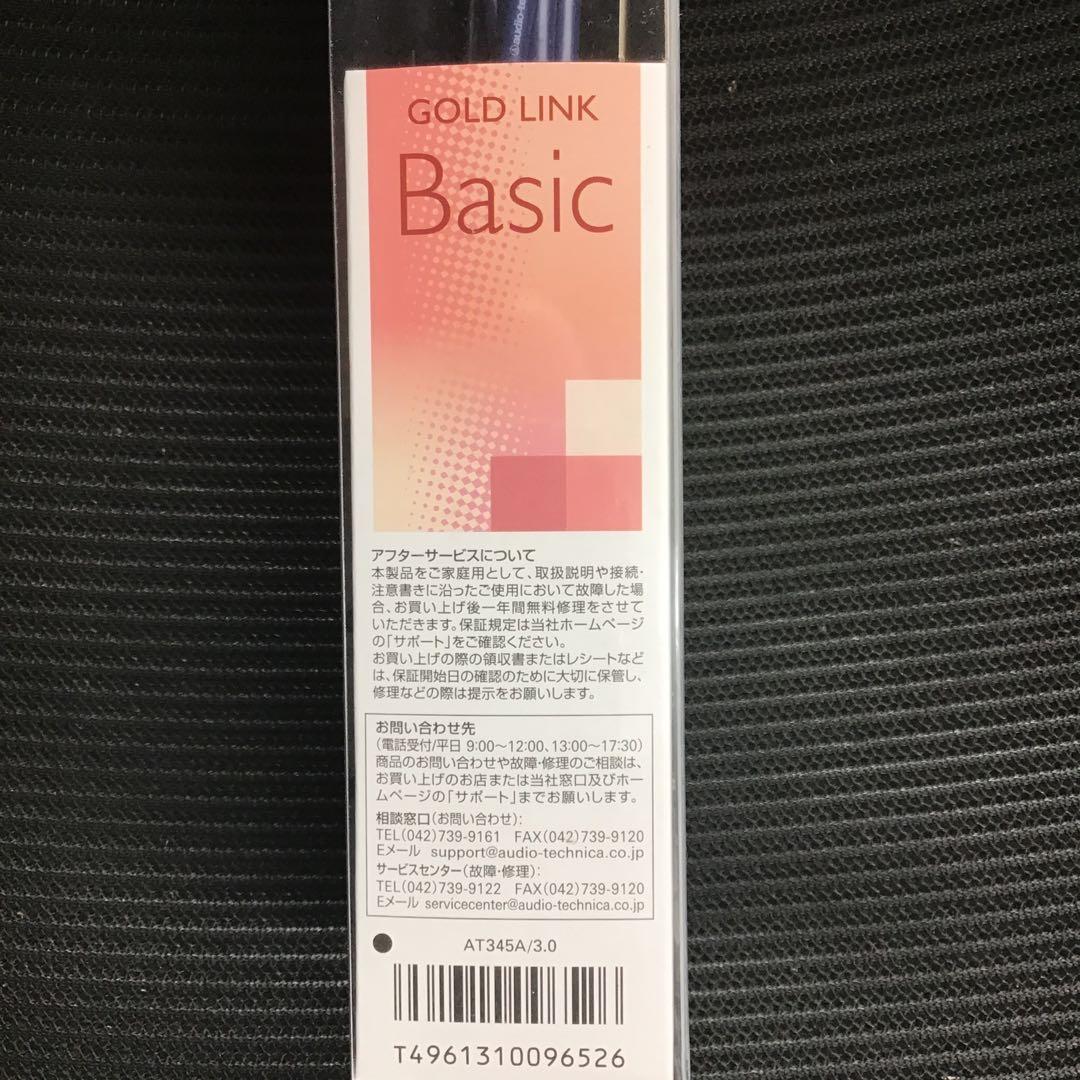 audio-te
GOLD LINK
Basic
アフターサービスについて
本製品をご家庭用として、取扱説明や接続・
注意書きに沿ったご使用において故障した場
合、お買い上げ後一年間無料修理をさせて
いただきます。保証規定は当社ホームページ
の「サポート」をご確認ください。
お買い上げの際の領収書またはレシートなど
は、保証開始日の確認のために大切に保管し、
修理などの際は提示をお願いします。
お問い合わせ先
(電話受付/平日 9:00〜12:00、13:00〜17:30)
商品のお問い合わせや故障・修理のご相談は、
お買い上げのお店または当社窓口及びホー
ムページの「サポート」までお願いします。
相談窓口(お問い合わせ):
TEL(042)739-9161 FAX(042)739-9120
Eメール support@audio-technica.co.jp
サービスセンター(故障・修理):
TEL(042)739-9122 FAX(042)739-9120
Eメール servicecenter@audio-technica.co.jp
AT345A/3.0
T4961310096526